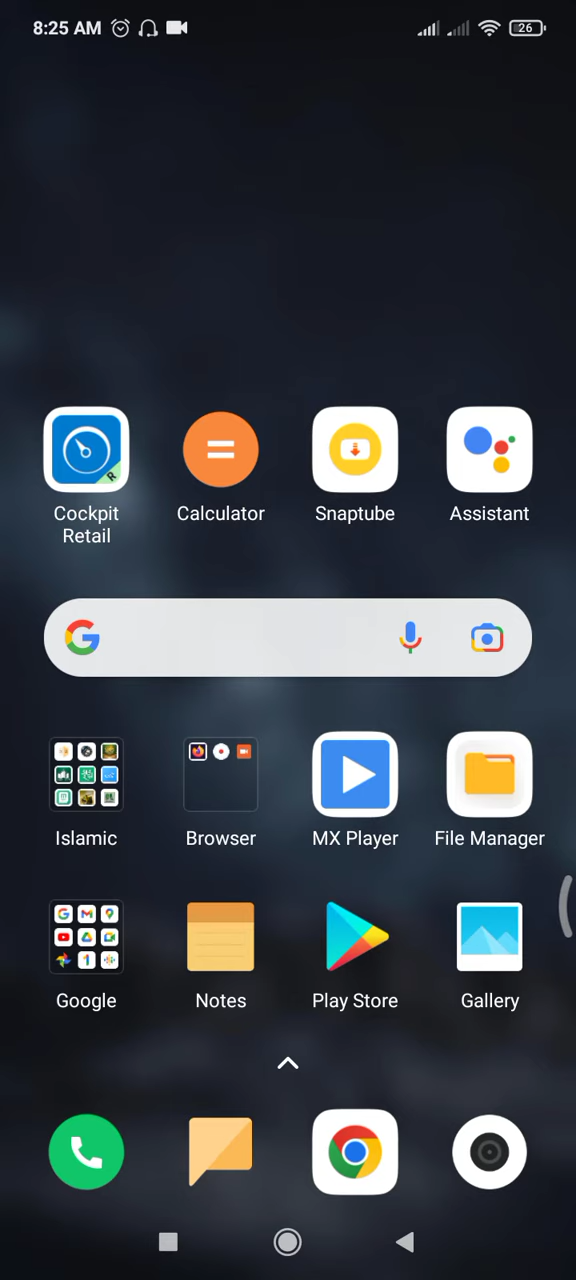 8:25 AM
26
Cockpit Retail
Calculator
Snaptube
Assistant
Islamic
Browser
MX Player
File Manager
Google
Notes
Play Store
Gallery